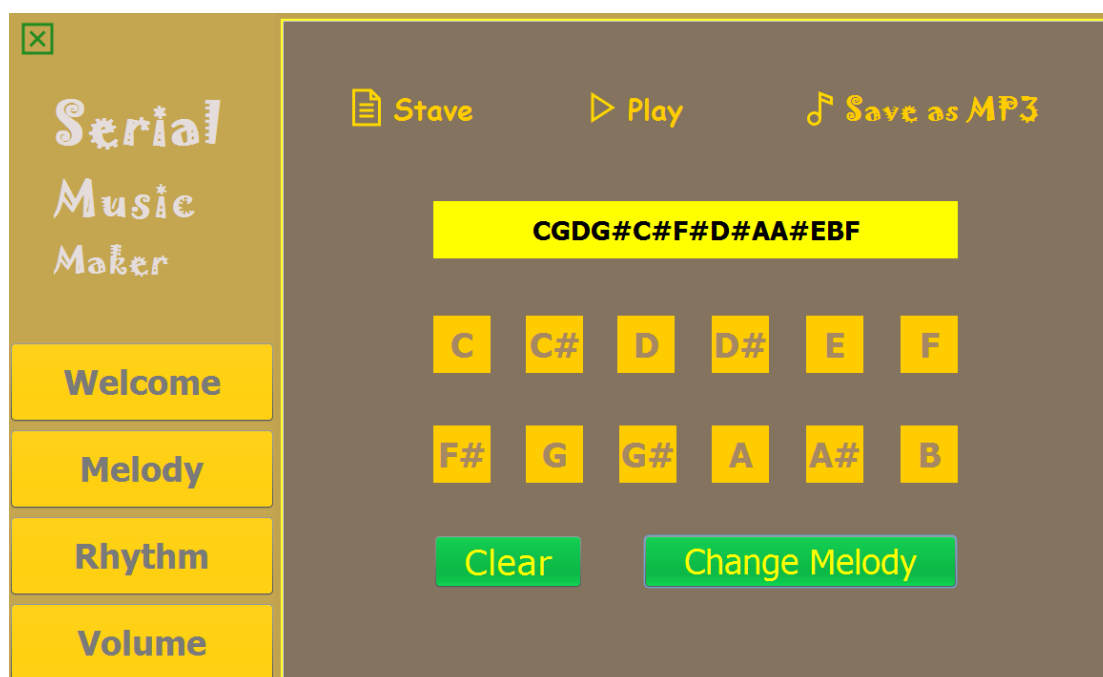 Serial
Music
Maker
Welcome
Melody
Rhythm
Volume
Stave Play Save as MP3
CGDG#C#F#D#AA#EBF
C C# D D# E F
F# G G# A A# B
Clear Change Melody